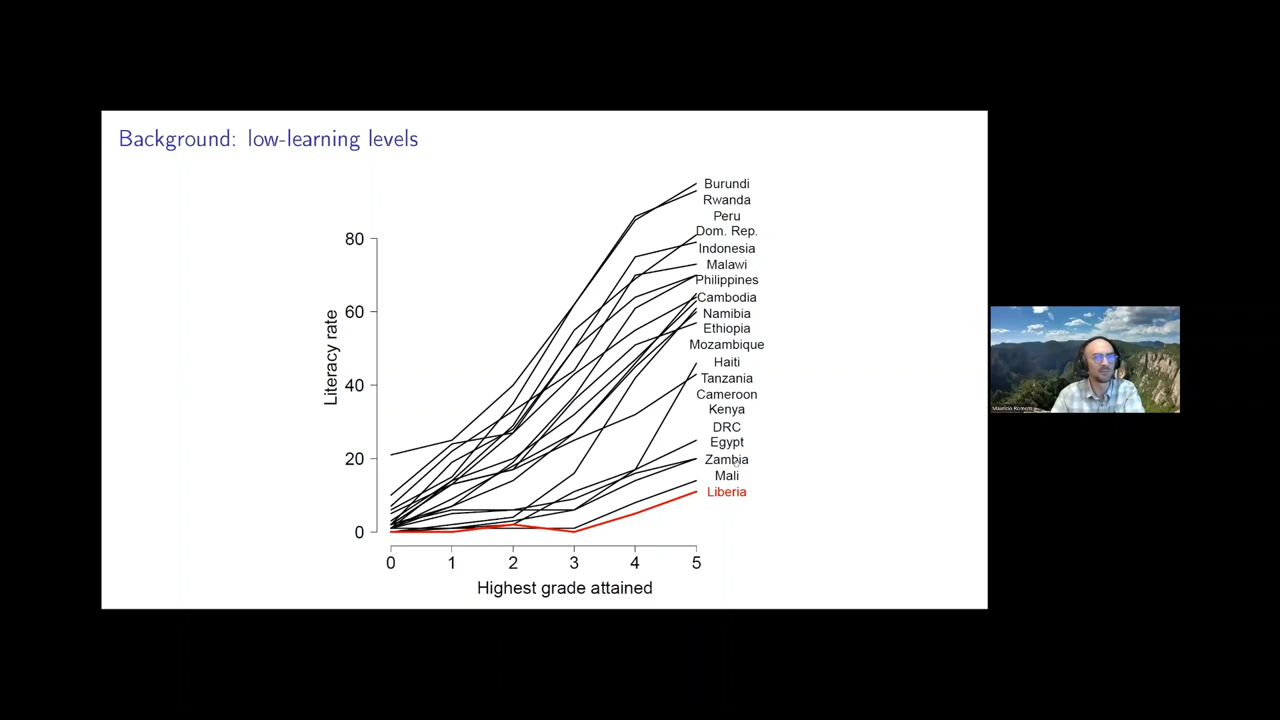 Background: low-learning levels
Burundi
Rwanda
Peru
Dom. Rep.
Indonesia
Malawi
Philippines
Cambodia
Namibia
Ethiopia
Mozambique
Haiti
Tanzania
Cameroon
Kenya
DRC
Egypt
Zambia
Mali
Liberia
80
60
40
20
0
Literacy rate
0 1 2 3 4 5
Highest grade attained
Mauricio Romero